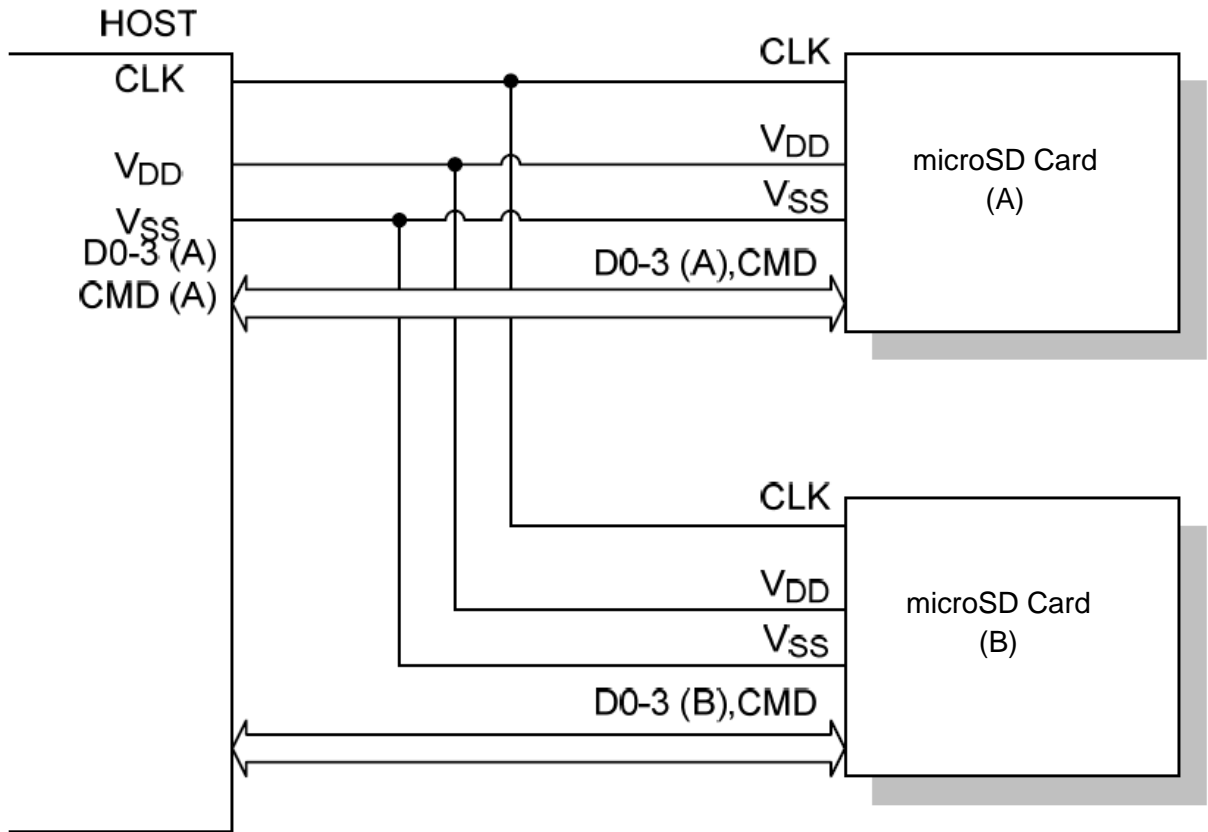 HOST
CLK
VDD
VSS
D0-3 (A)
CMD (A)
CLK
VDD
VSS
D0-3 (A),CMD
microSD Card
(A)
CLK
VDD
VSS
D0-3 (B),CMD
microSD Card
(B)